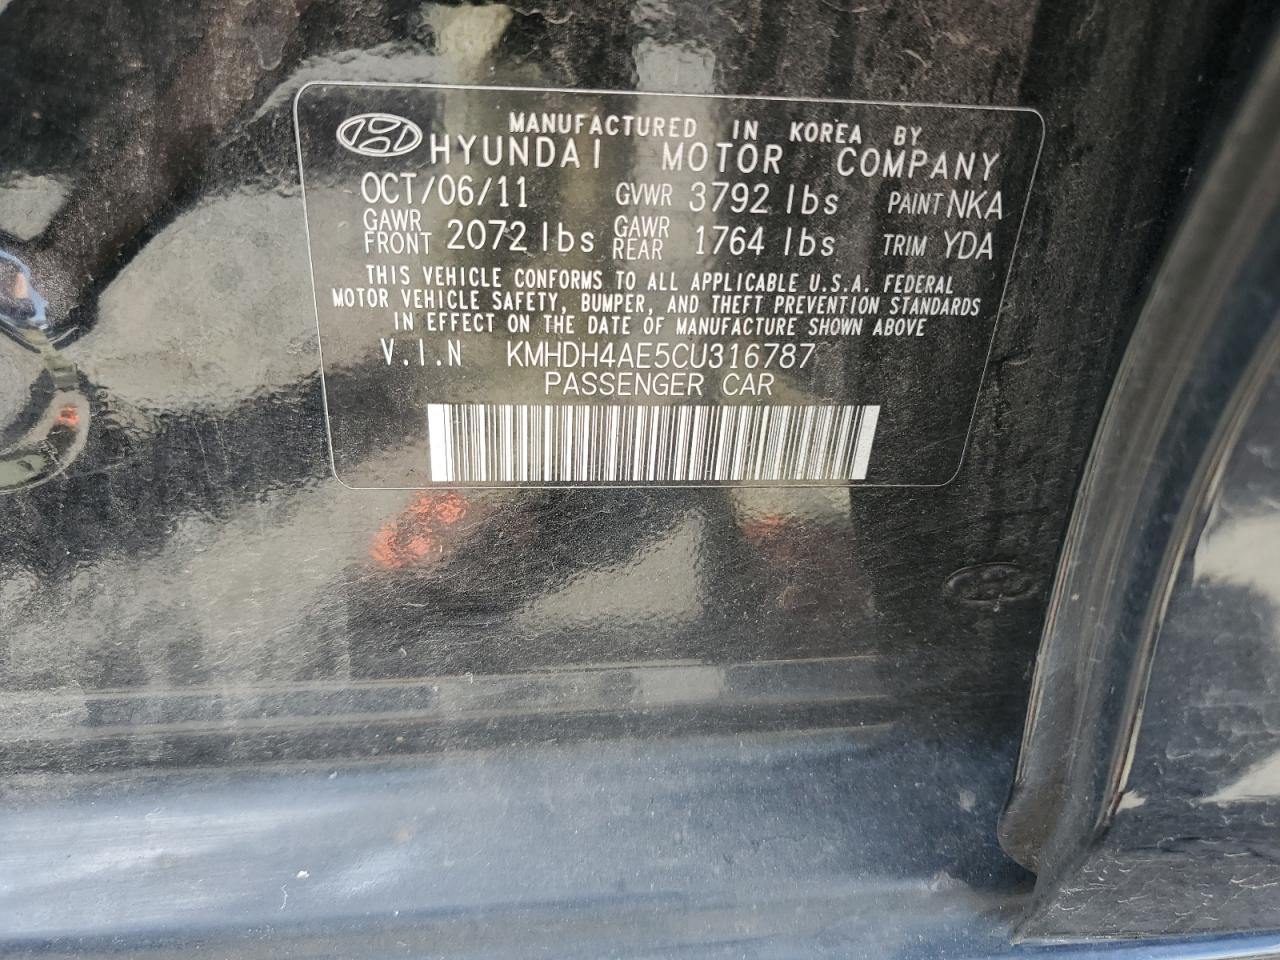 MANUFACTURED IN KOREA BY
HYUNDAI MOTOR COMPANY
OCT/06/11 GVWR 3792 lbs PAINT NKA
GAWR FRONT 2072 lbs GAWR REAR 1764 lbs TRIM YDA
THIS VEHICLE CONFORMS TO ALL APPLICABLE U.S.A. FEDERAL
MOTOR VEHICLE SAFETY, BUMPER, AND THEFT PREVENTION STANDARDS
IN EFFECT ON THE DATE OF MANUFACTURE SHOWN ABOVE
V.I.N KMHDH4AE5CU316787
PASSENGER CAR